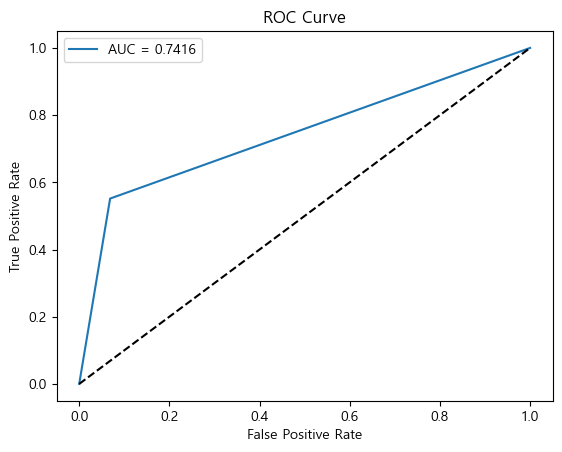 ROC Curve
AUC = 0.7416
True Positive Rate
1.0
0.8
0.6
0.4
0.2
0.0
0.0 0.2 0.4 0.6 0.8 1.0
False Positive Rate